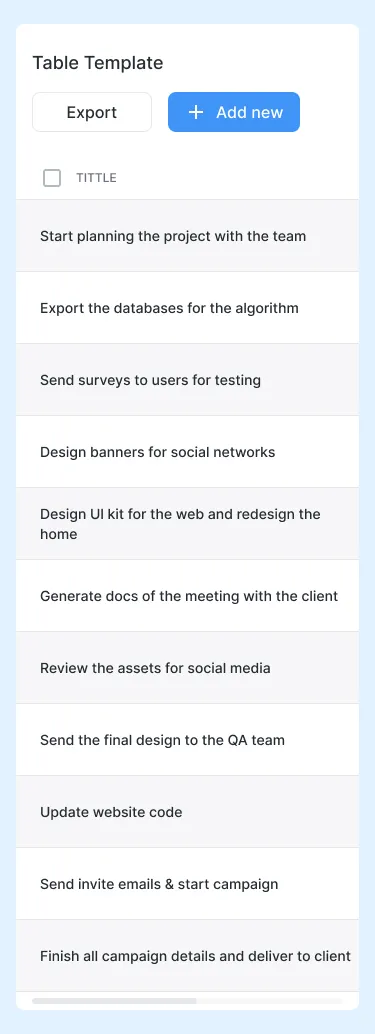 Table Template
Export
Add new
TITTLE
Start planning the project with the team
Export the databases for the algorithm
Send surveys to users for testing
Design banners for social networks
Design UI kit for the web and redesign the
home
Generate docs of the meeting with the client
Review the assets for social media
Send the final design to the QA team
Update website code
Send invite emails & start campaign
Finish all campaign details and deliver to client